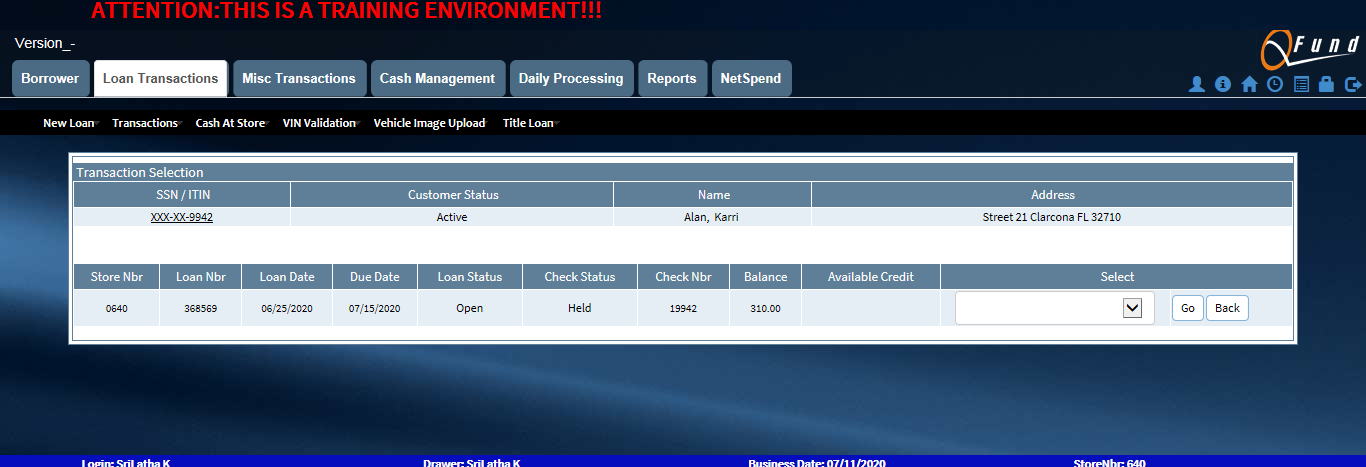 ATTENTION:THIS IS A TRAINING ENVIRONMENT!!!
Version_-
QFund
Borrower Loan Transactions Misc Transactions Cash Management Daily Processing Reports NetSpend
New Loan Transactions Cash At Store VIN Validation Vehicle Image Upload Title Loan
Transaction Selection
SSN / ITIN Customer Status Name Address
XXX-XX-9942 Active Alan, Karri Street 21 Clarcona FL 32710
Store Nbr Loan Nbr Loan Date Due Date Loan Status Check Status Check Nbr Balance Available Credit Select
0640 368569 06/25/2020 07/15/2020 Open Held 19942 310.00 Go Back
Login: SriLatha K Drawer: SriLatha K Business Date: 07/11/2020 StoreNbr: 640